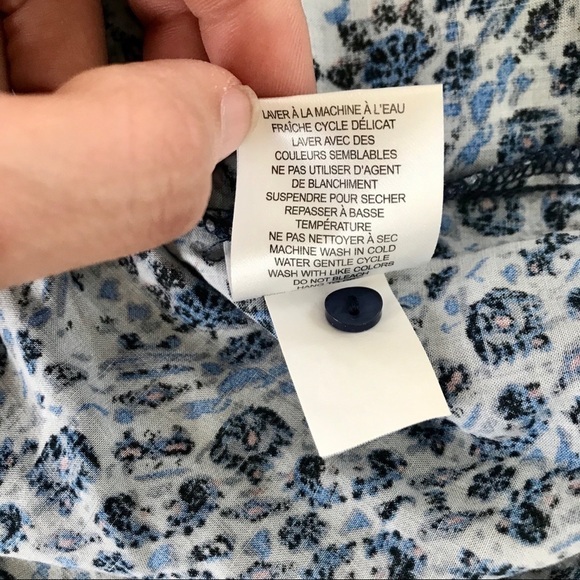 LAVER À LA MACHINE À L'EAU
FRAÎCHE CYCLE DÉLICAT
LAVER AVEC DES
COULEURS SEMBLABLES
NE PAS UTILISER D'AGENT
DE BLANCHIMENT
SUSPENDRE POUR SECHER
REPASSER À BASSE
TEMPÉRATURE
NE PAS NETTOYER À SEC
MACHINE WASH IN COLD
WATER GENTLE CYCLE
WASH WITH LIKE COLORS
DO NOT BLEACH